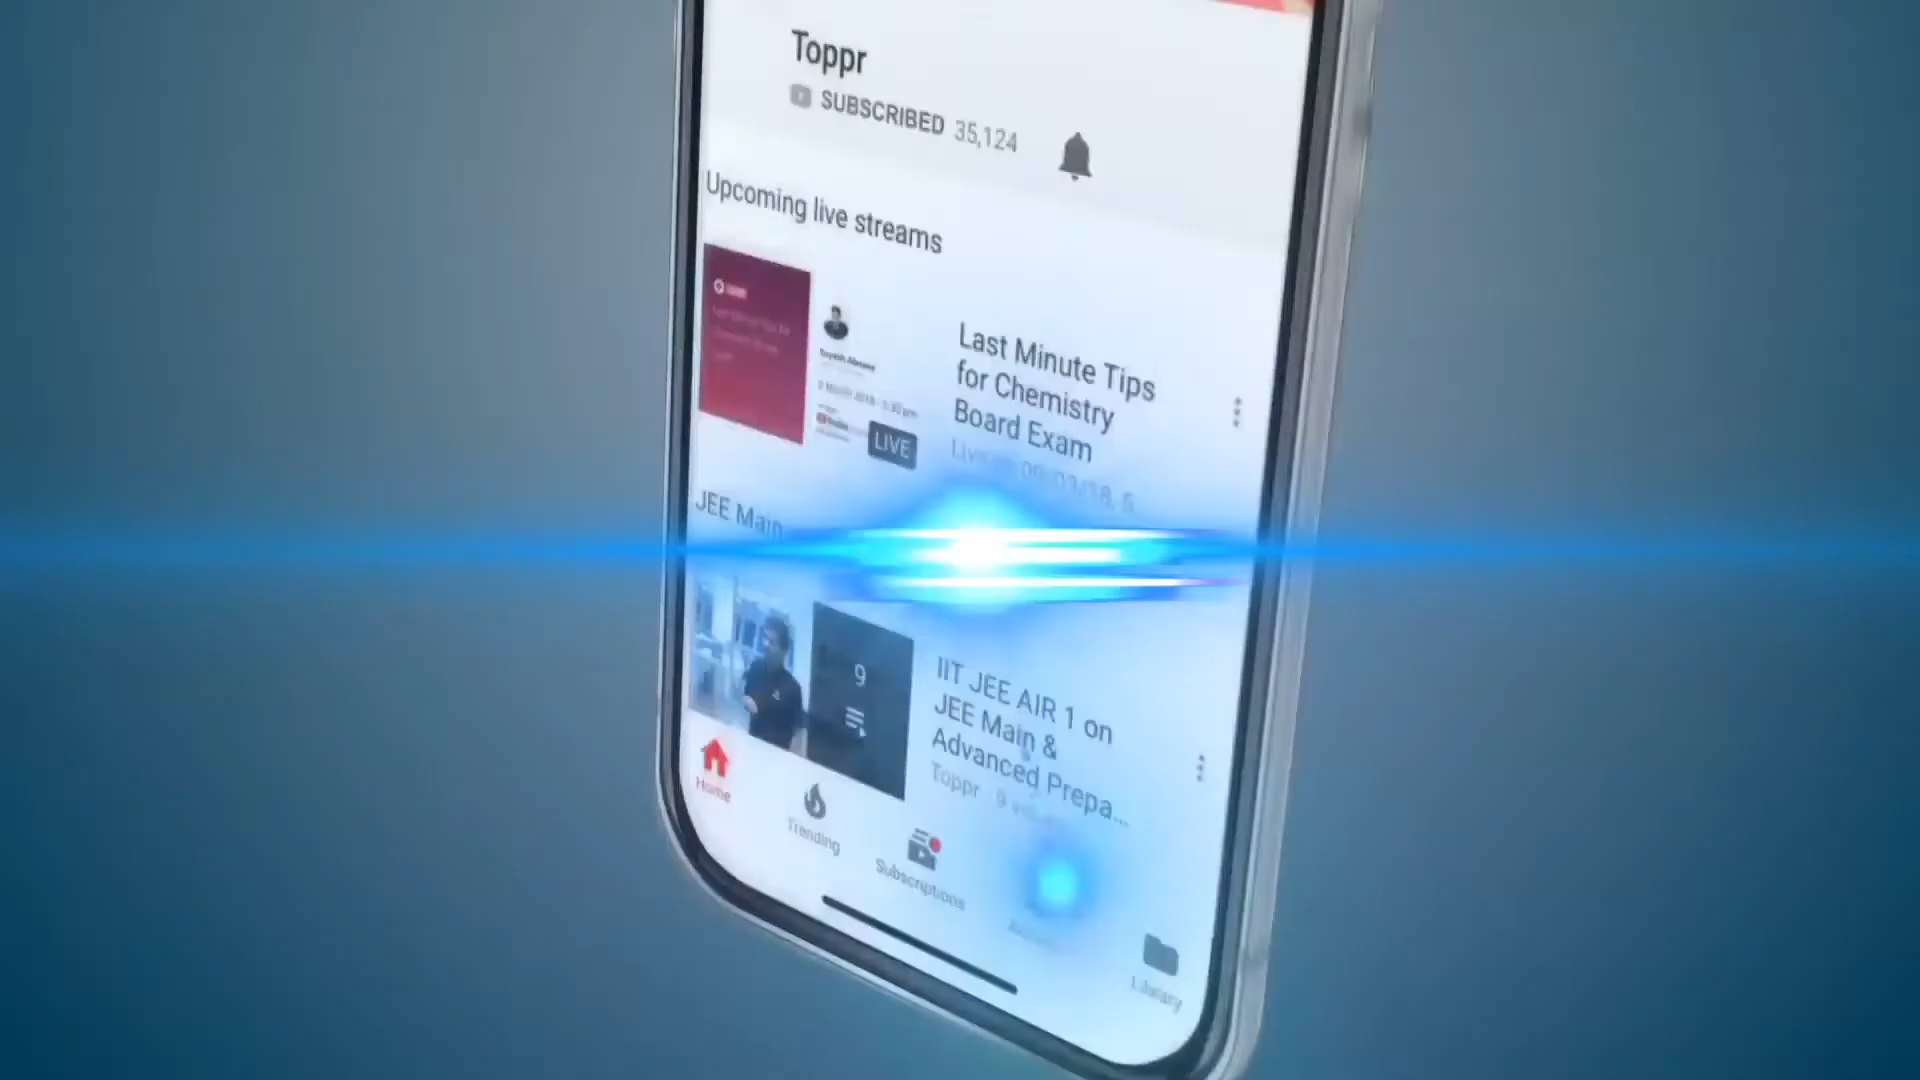 Toppr
SUBSCRIBED 35,124
Upcoming live streams
Last Minute Tips
for Chemistry
Board Exam
LIVE
JEE Main
9
IIT JEE AIR 1 on
JEE Main &
Advanced Prepa...
Toppr
Home
Trending
Subscriptions
Library